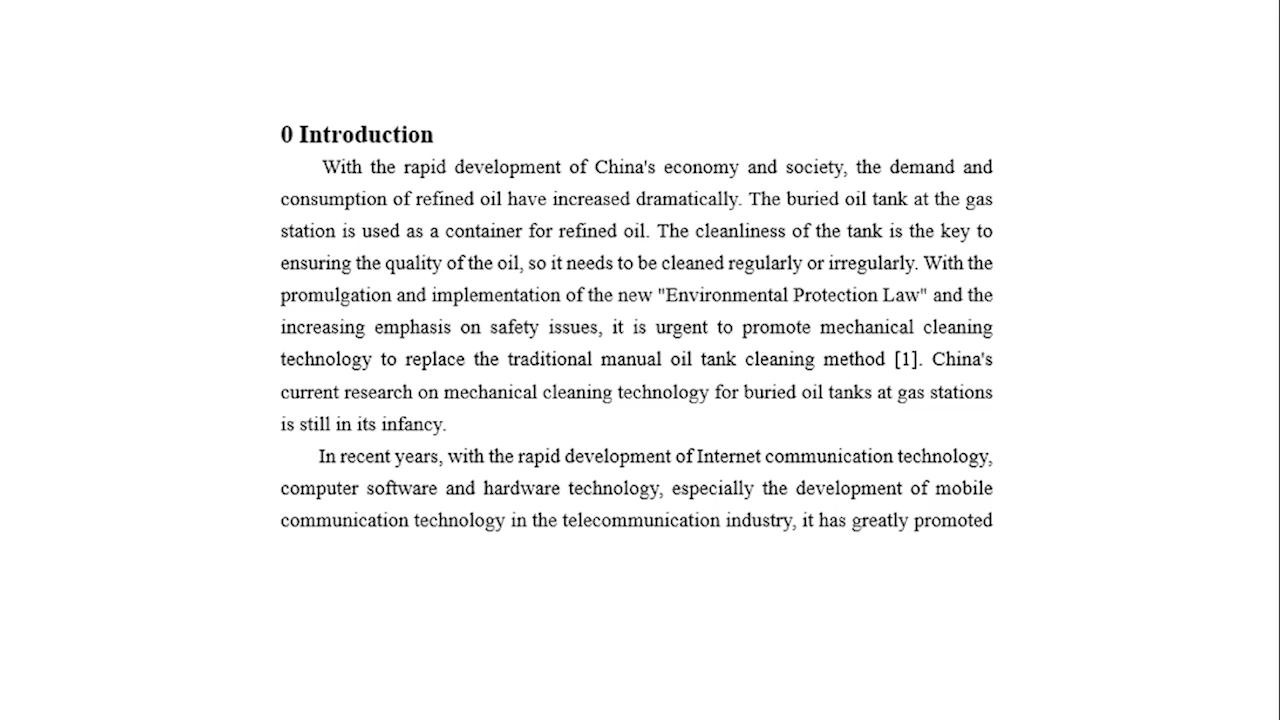 0 Introduction
With the rapid development of China's economy and society, the demand and
consumption of refined oil have increased dramatically. The buried oil tank at the gas
station is used as a container for refined oil. The cleanliness of the tank is the key to
ensuring the quality of the oil, so it needs to be cleaned regularly or irregularly. With the
promulgation and implementation of the new "Environmental Protection Law" and the
increasing emphasis on safety issues, it is urgent to promote mechanical cleaning
technology to replace the traditional manual oil tank cleaning method [1]. China's
current research on mechanical cleaning technology for buried oil tanks at gas stations
is still in its infancy.
In recent years, with the rapid development of Internet communication technology,
computer software and hardware technology, especially the development of mobile
communication technology in the telecommunication industry, it has greatly promoted